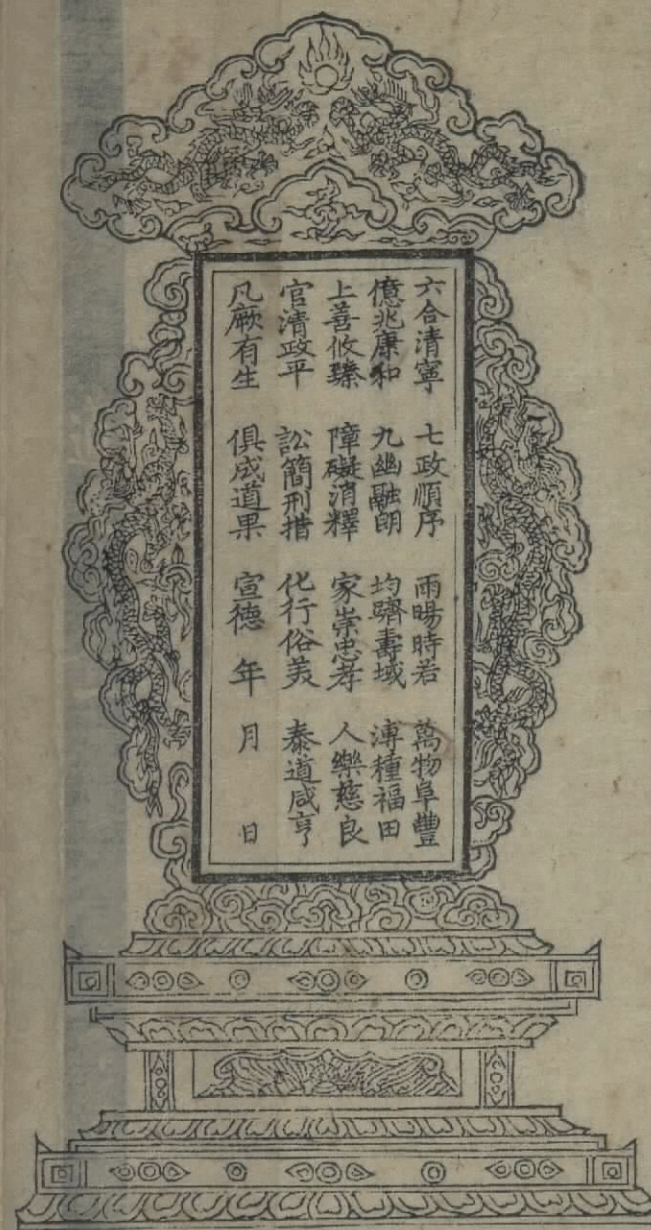 六合清寧　七政順序　雨暘時若　萬物阜豐
億兆康和　九幽融朗　均躋壽域　溥種福田
上善攸臻　障礙消釋　家崇忠孝　人樂慈良
官清政平　訟簡刑措　化行俗美　泰道咸亨
凡厥有生　俱成道果　宣德　年　月　日